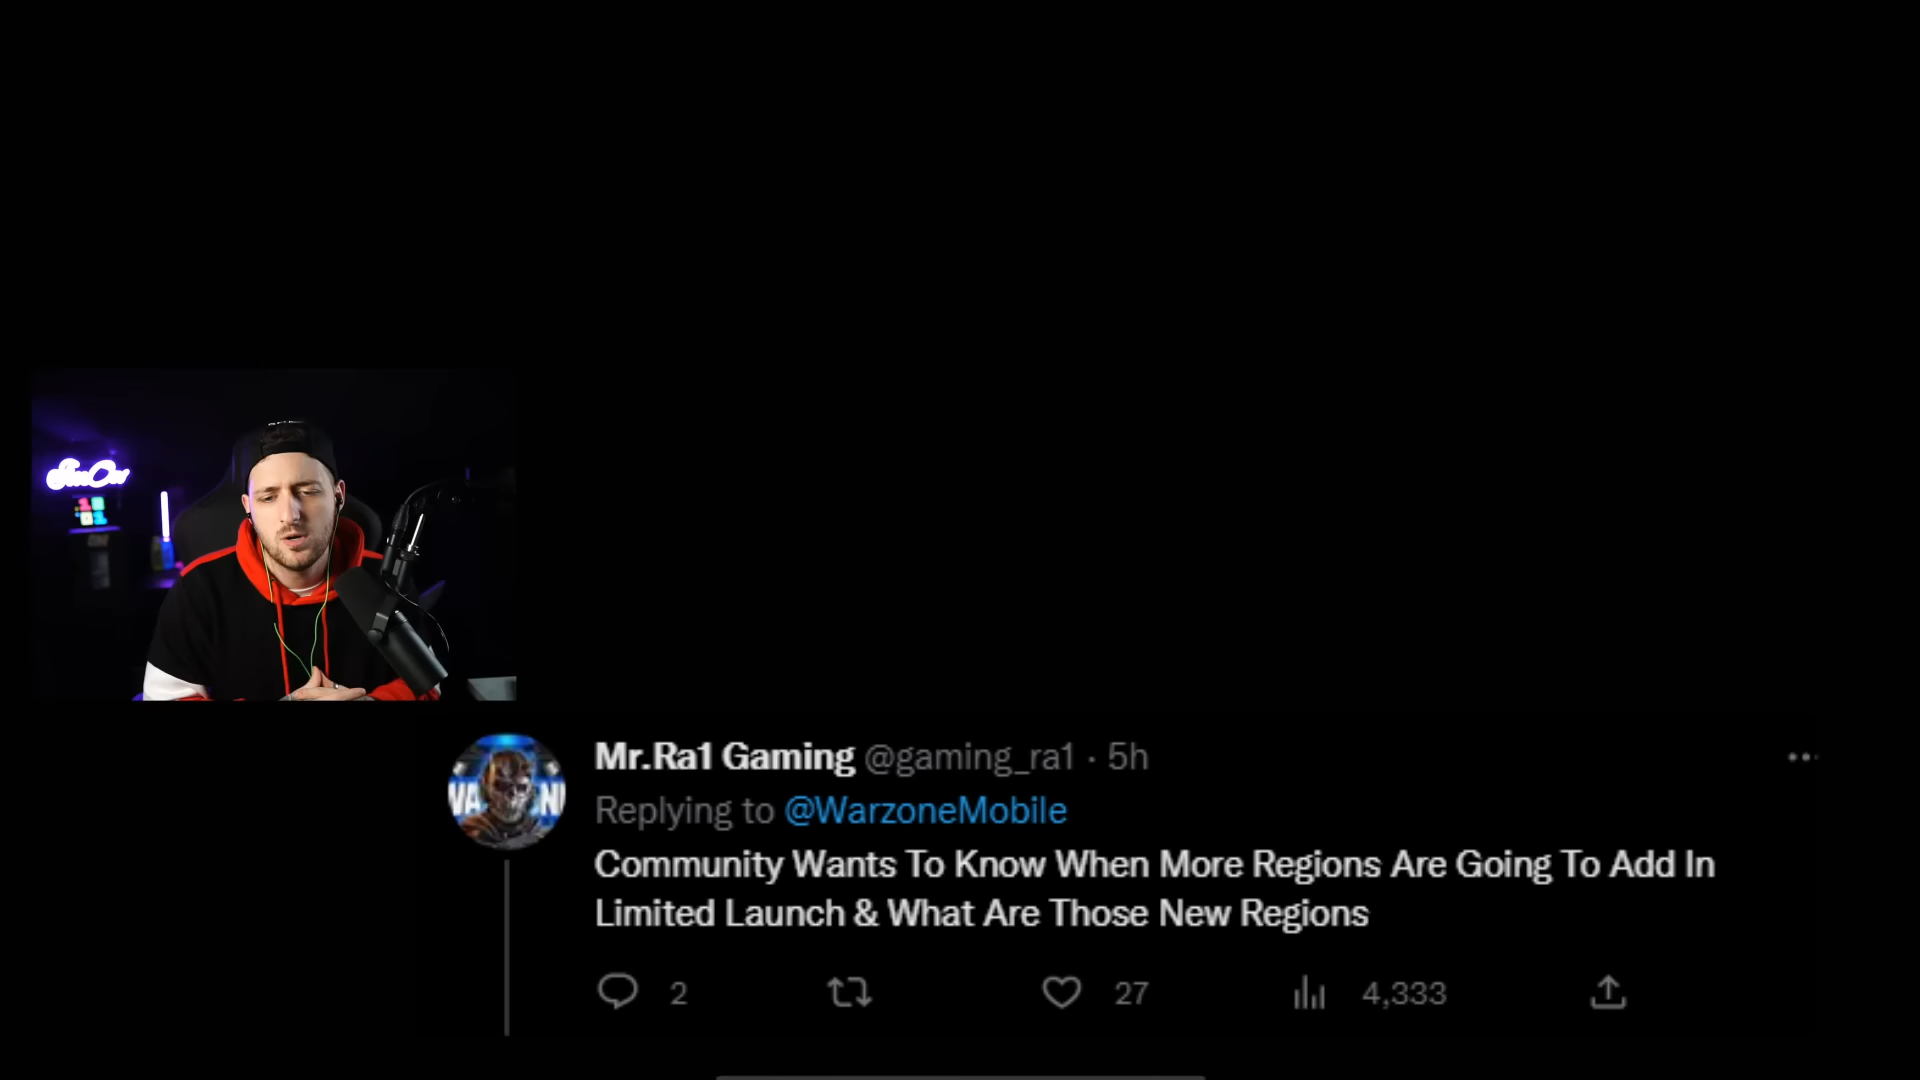 Mr.Ra1 Gaming @gaming_ra1 · 5h
Replying to @WarzoneMobile
Community Wants To Know When More Regions Are Going To Add In
Limited Launch & What Are Those New Regions
2 27 4,333